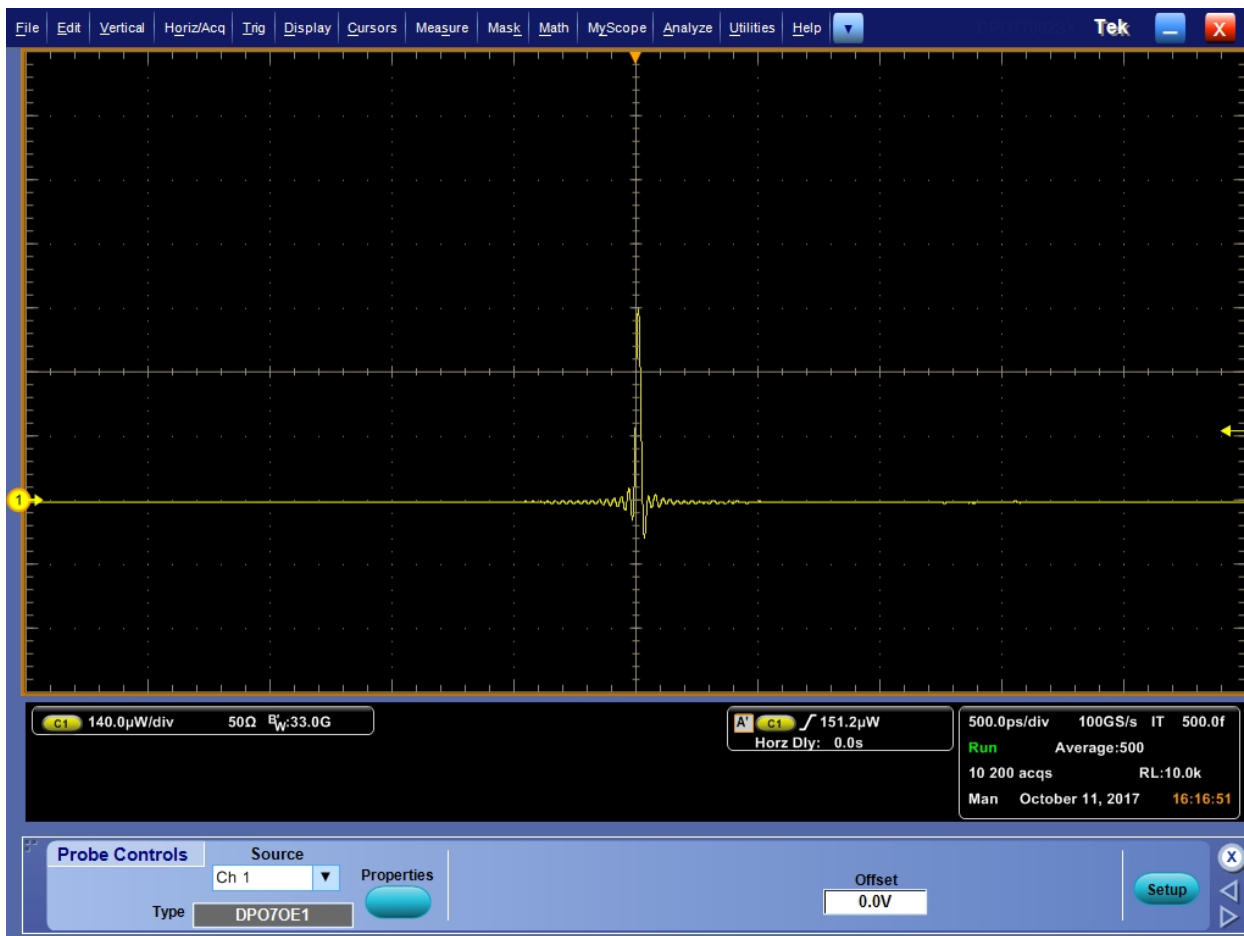 File Edit Vertical Horiz/Acq Trig Display Cursors Measure Mask Math MyScope Analyze Utilities Help Tek X
1
C1 140.0µW/div 50Ω BW:33.0G
A' C1 151.2µW
Horz Dly: 0.0s
500.0ps/div 100GS/s IT 500.0f
Run Average:500
10 200 acqs RL:10.0k
Man October 11, 2017 16:16:51
Probe Controls
Source
Ch 1
Properties
Type DPO7OE1
Offset
0.0V
Setup
X